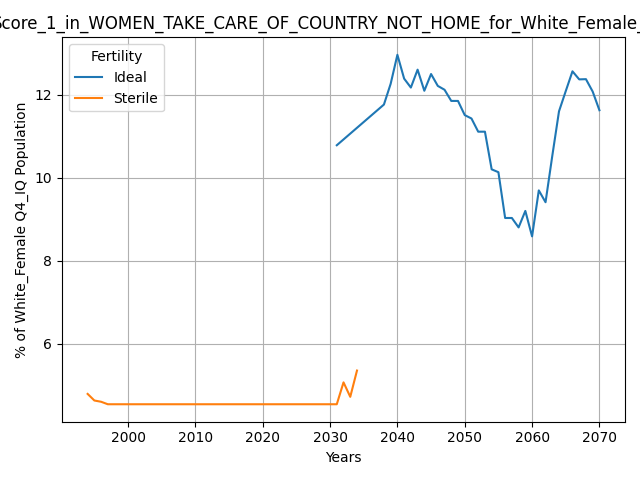 Score_1_in_WOMEN_TAKE_CARE_OF_COUNTRY_NOT_HOME_for_White_Female_
Fertility
Ideal
Sterile
% of White_Female Q4_IQ Population
12
10
8
6
2000 2010 2020 2030 2040 2050 2060 2070
Years